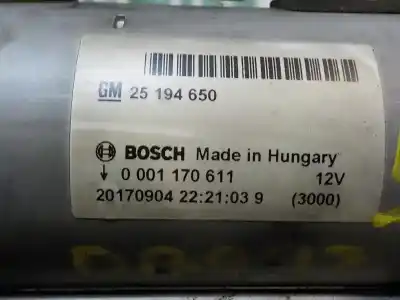 GM 25 194 650
BOSCH Made in Hungary
0 001 170 611 12V
20170904 22:21:03 9 (3000)